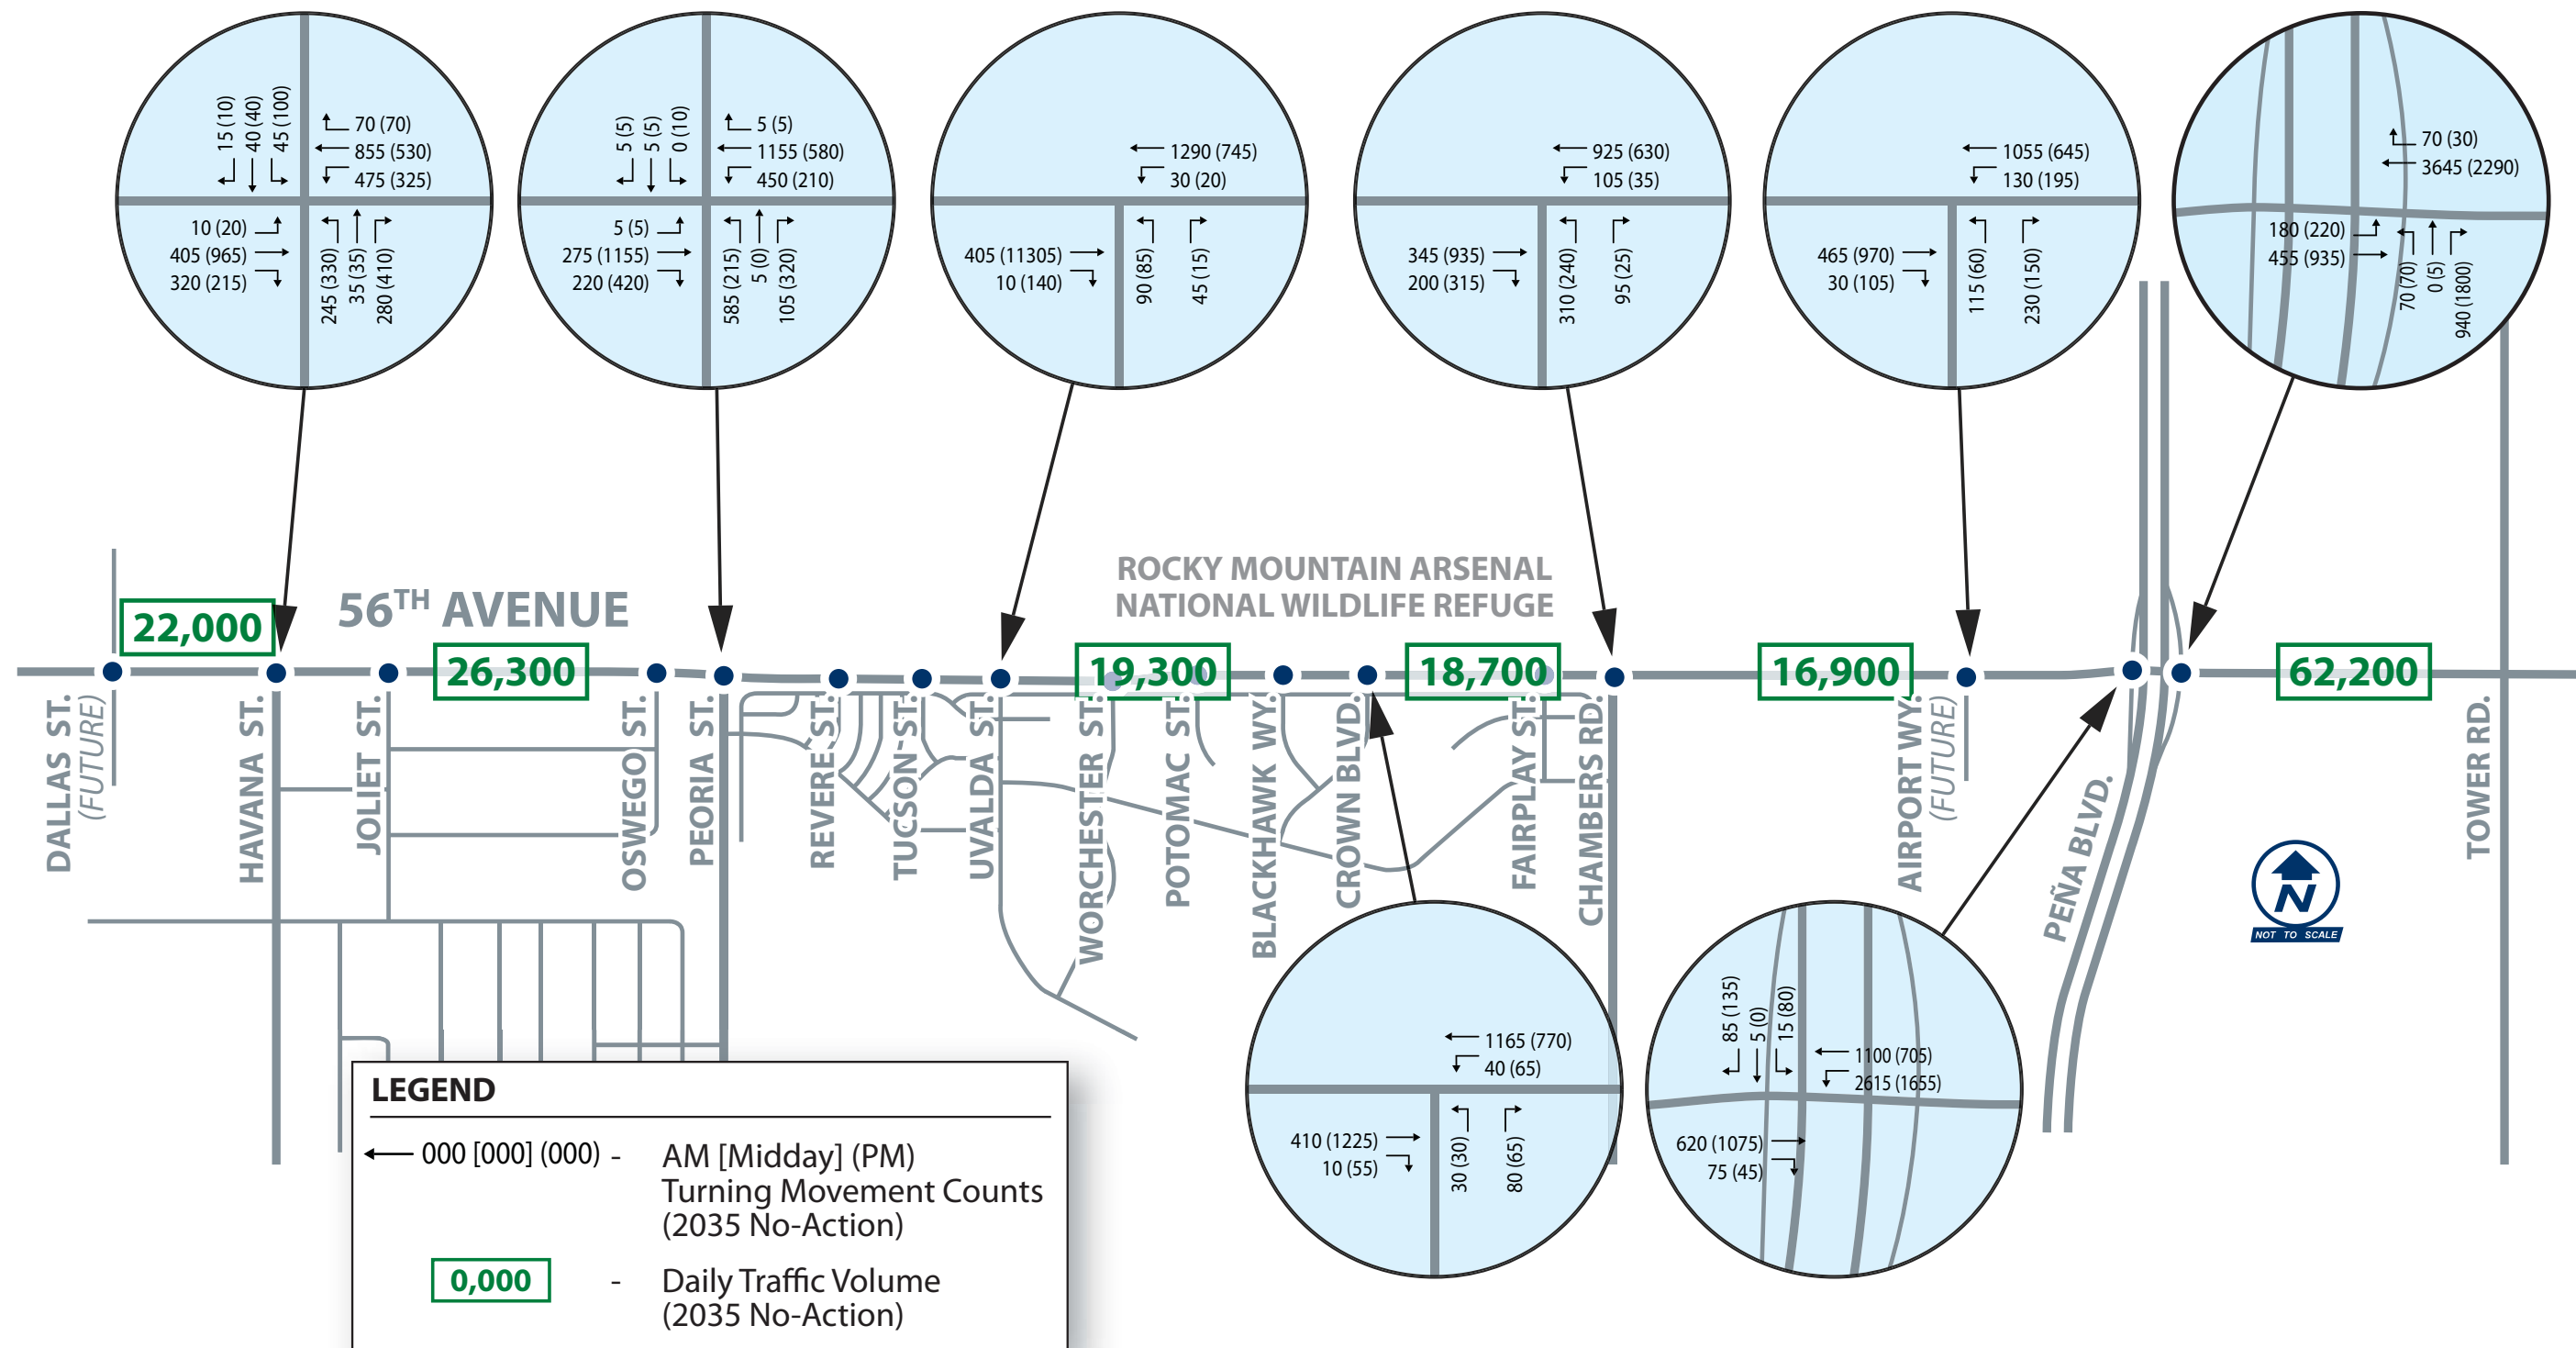 15 (10)
40 (40)
45 (100)
70 (70)
855 (530)
475 (325)
10 (20)
405 (965)
320 (215)
245 (330)
35 (35)
280 (410)
5 (5)
5 (5)
0 (10)
5 (5)
1155 (580)
450 (210)
5 (5)
275 (1155)
220 (420)
585 (215)
5 (0)
105 (320)
1290 (745)
30 (20)
405 (11305)
10 (140)
90 (85)
45 (15)
925 (630)
105 (35)
345 (935)
200 (315)
310 (240)
95 (25)
1055 (645)
130 (195)
465 (970)
30 (105)
115 (60)
230 (150)
70 (30)
3645 (2290)
180 (220)
455 (935)
70 (70)
0 (5)
940 (1800)
ROCKY MOUNTAIN ARSENAL
NATIONAL WILDLIFE REFUGE
56TH AVENUE
22,000
26,300
19,300
18,700
16,900
62,200
DALLAS ST.
(FUTURE)
HAVANA ST.
JOLIET ST.
OSWEGO ST.
PEORIA ST.
REVERE ST.
TUCSON ST.
UVALDA ST.
WORCHESTER ST.
POTOMAC ST.
BLACKHAWK WY.
CROWN BLVD.
FAIRPLAY ST.
CHAMBERS RD.
AIRPORT WY.
(FUTURE)
PEÑA BLVD.
TOWER RD.
N
NOT TO SCALE
1165 (770)
40 (65)
410 (1225)
10 (55)
30 (30)
80 (65)
85 (135)
5 (0)
15 (80)
1100 (705)
2615 (1655)
620 (1075)
75 (45)
LEGEND
000 [000] (000) - AM [Midday] (PM)
Turning Movement Counts
(2035 No-Action)
0,000 - Daily Traffic Volume
(2035 No-Action)